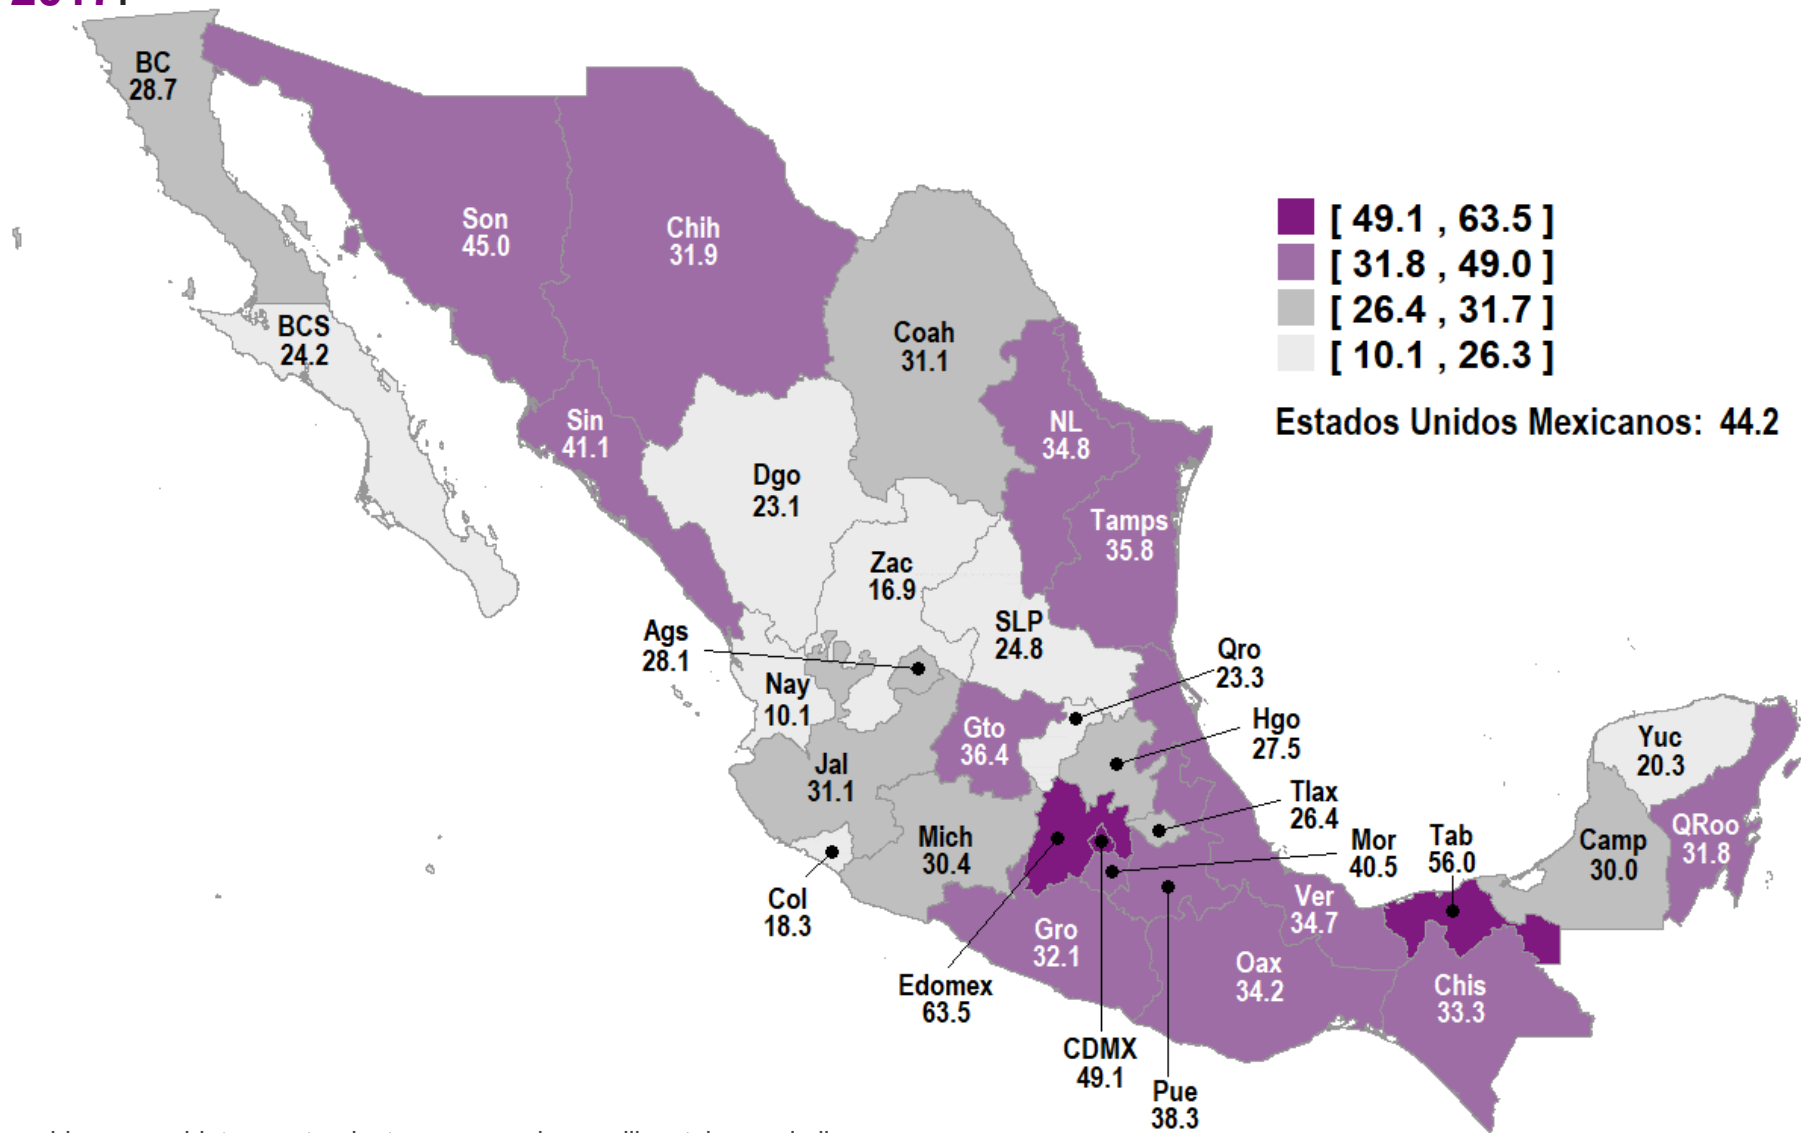 BC
28.7
Son
45.0
Chih
31.9
[ 49.1 , 63.5 ]
[ 31.8 , 49.0 ]
[ 26.4 , 31.7 ]
[ 10.1 , 26.3 ]
Estados Unidos Mexicanos: 44.2
BCS
24.2
Coah
31.1
Sin
41.1
NL
34.8
Dgo
23.1
Tamps
35.8
Zac
16.9
SLP
24.8
Ags
28.1
Qro
23.3
Nay
10.1
Gto
36.4
Hgo
27.5
Yuc
20.3
Jal
31.1
Tlax
26.4
Mich
30.4
Mor
40.5
Tab
56.0
Camp
30.0
QRoo
31.8
Col
18.3
Ver
34.7
Gro
32.1
Oax
34.2
Edomex
63.5
Chis
33.3
CDMX
49.1
Pue
38.3